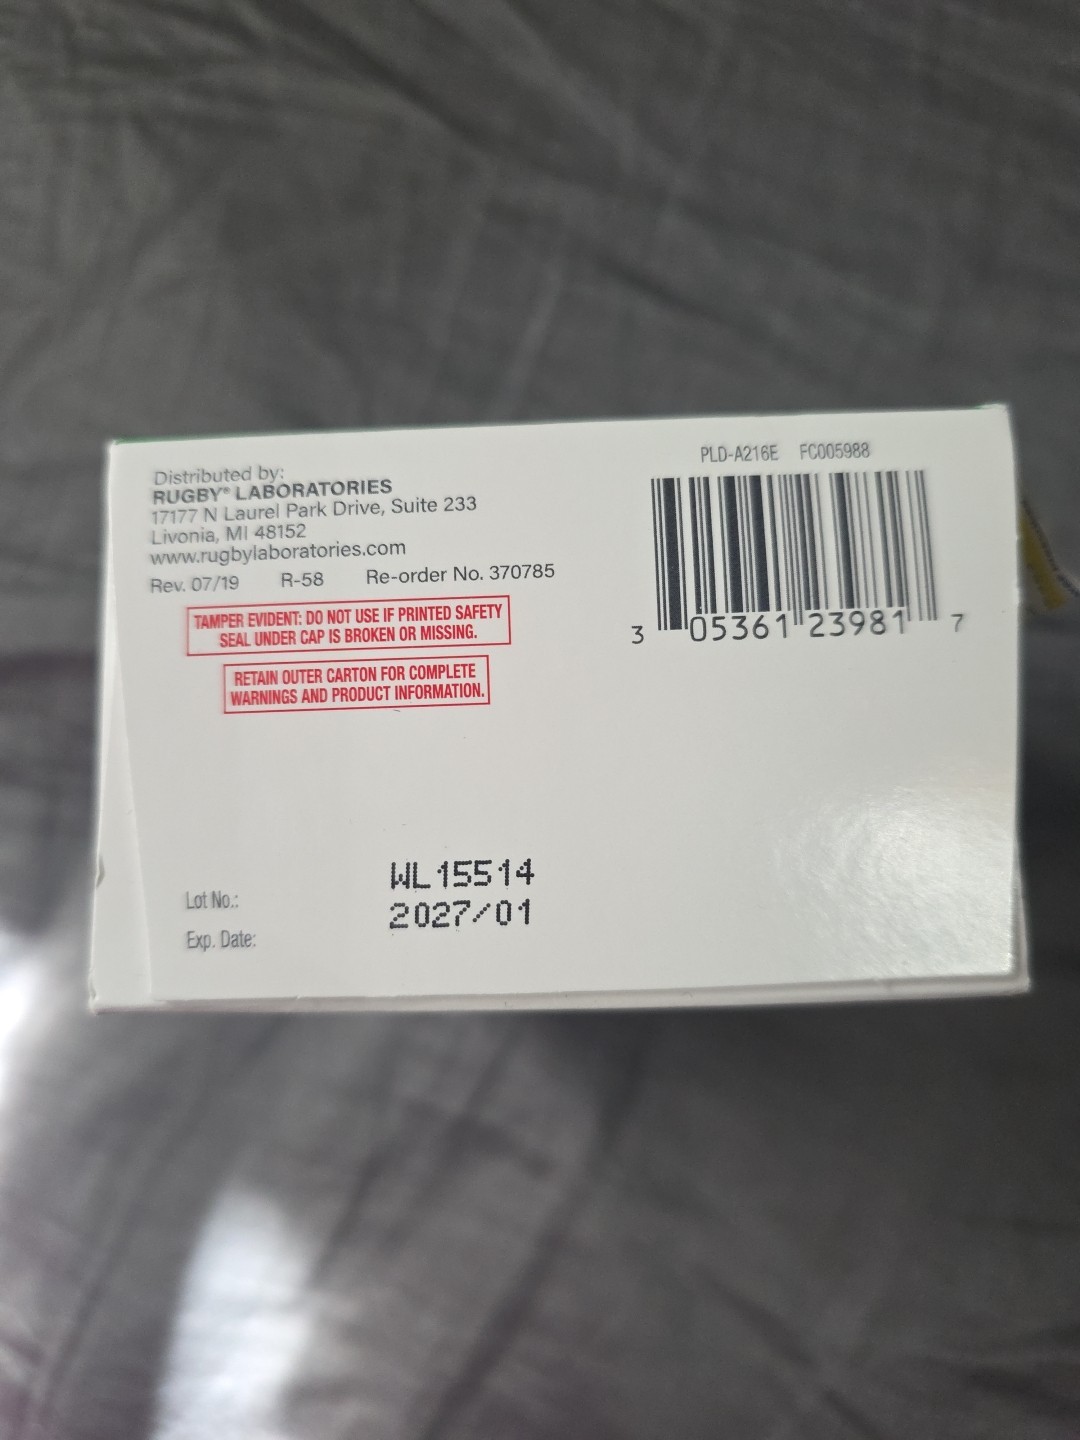 Distributed by:
RUGBY® LABORATORIES
17177 N Laurel Park Drive, Suite 233
Livonia, MI 48152
www.rugbylaboratories.com
Rev. 07/19 R-58 Re-order No. 370785
TAMPER EVIDENT: DO NOT USE IF PRINTED SAFETY
SEAL UNDER CAP IS BROKEN OR MISSING.
RETAIN OUTER CARTON FOR COMPLETE
WARNINGS AND PRODUCT INFORMATION.
PLD-A216E FC005988
3 05361 23981 7
Lot No.: WL15514
Exp. Date: 2027/01